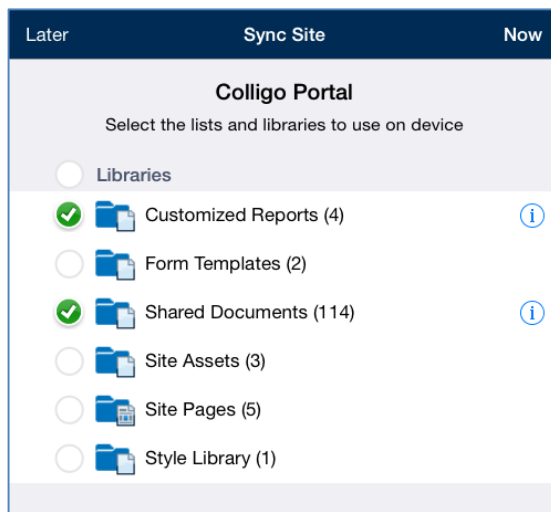 Later Sync Site Now
Colligo Portal
Select the lists and libraries to use on device
Libraries
Customized Reports (4)
Form Templates (2)
Shared Documents (114)
Site Assets (3)
Site Pages (5)
Style Library (1)